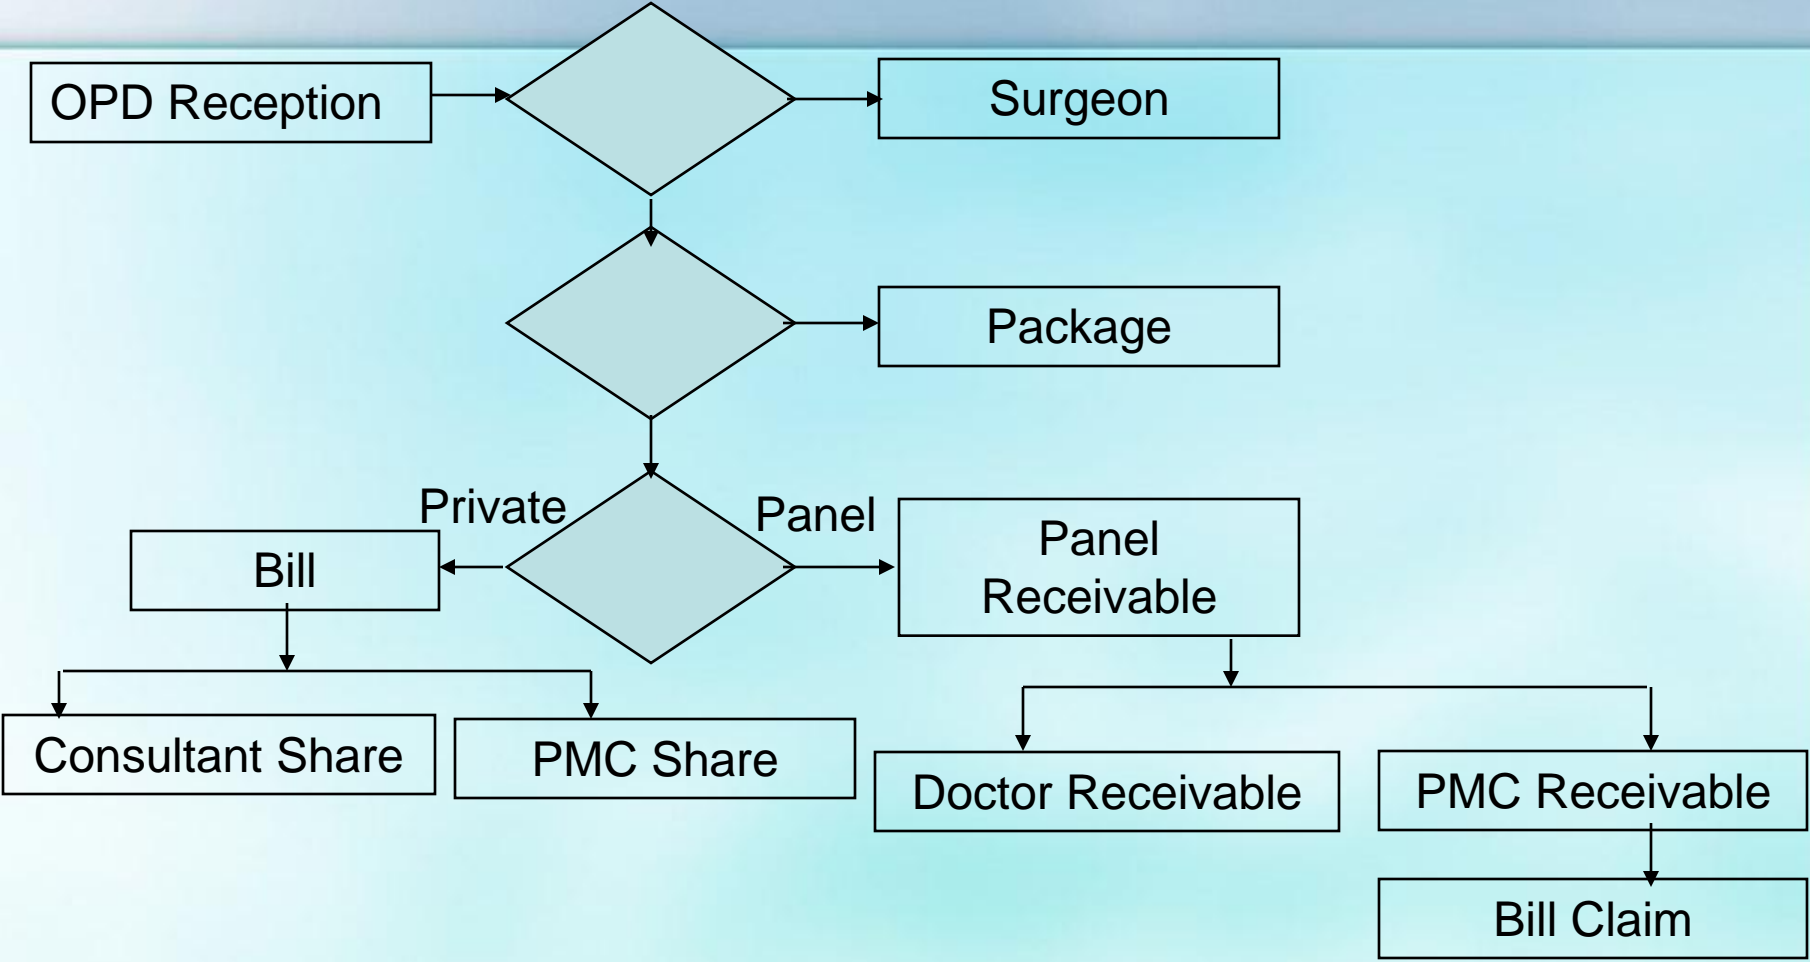 OPD Reception
Surgeon
Package
Private
Panel
Bill
Panel
Receivable
Consultant Share
PMC Share
Doctor Receivable
PMC Receivable
Bill Claim